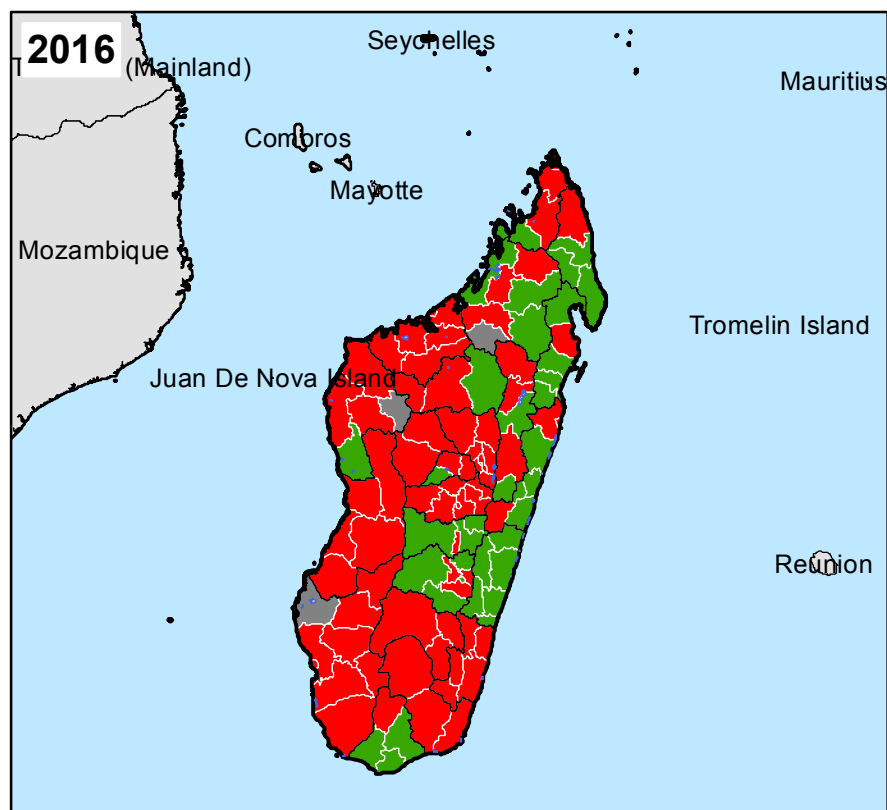 2016
Seychelles
(Mainland)
Mauritius
Comoros
Mayotte
Mozambique
Tromelin Island
Juan De Nova Island
Reunion